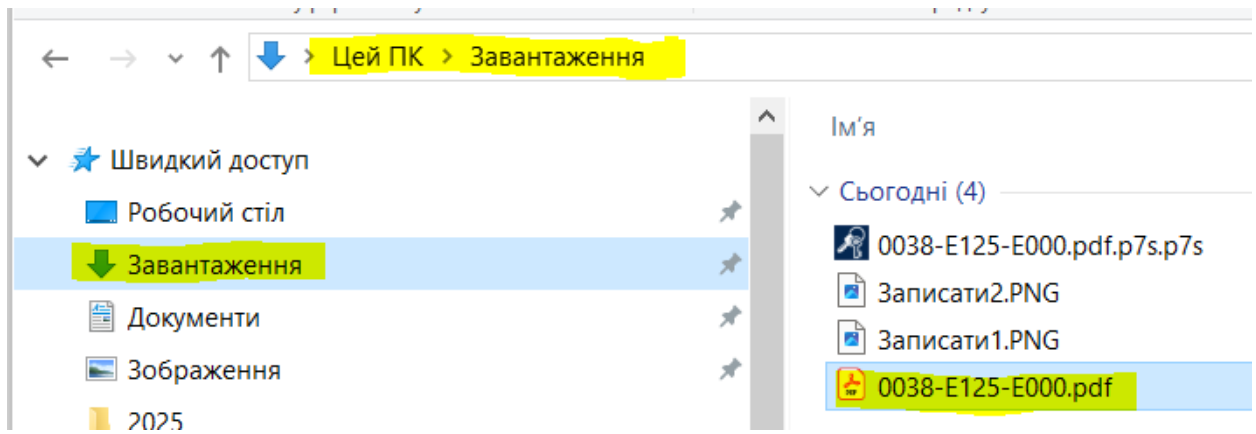 Цей ПК > Завантаження
Швидкий доступ
Робочий стіл
Завантаження
Документи
Зображення
2025
Ім'я
Сьогодні (4)
0038-E125-E000.pdf.p7s.p7s
Записати2.PNG
Записати1.PNG
0038-E125-E000.pdf